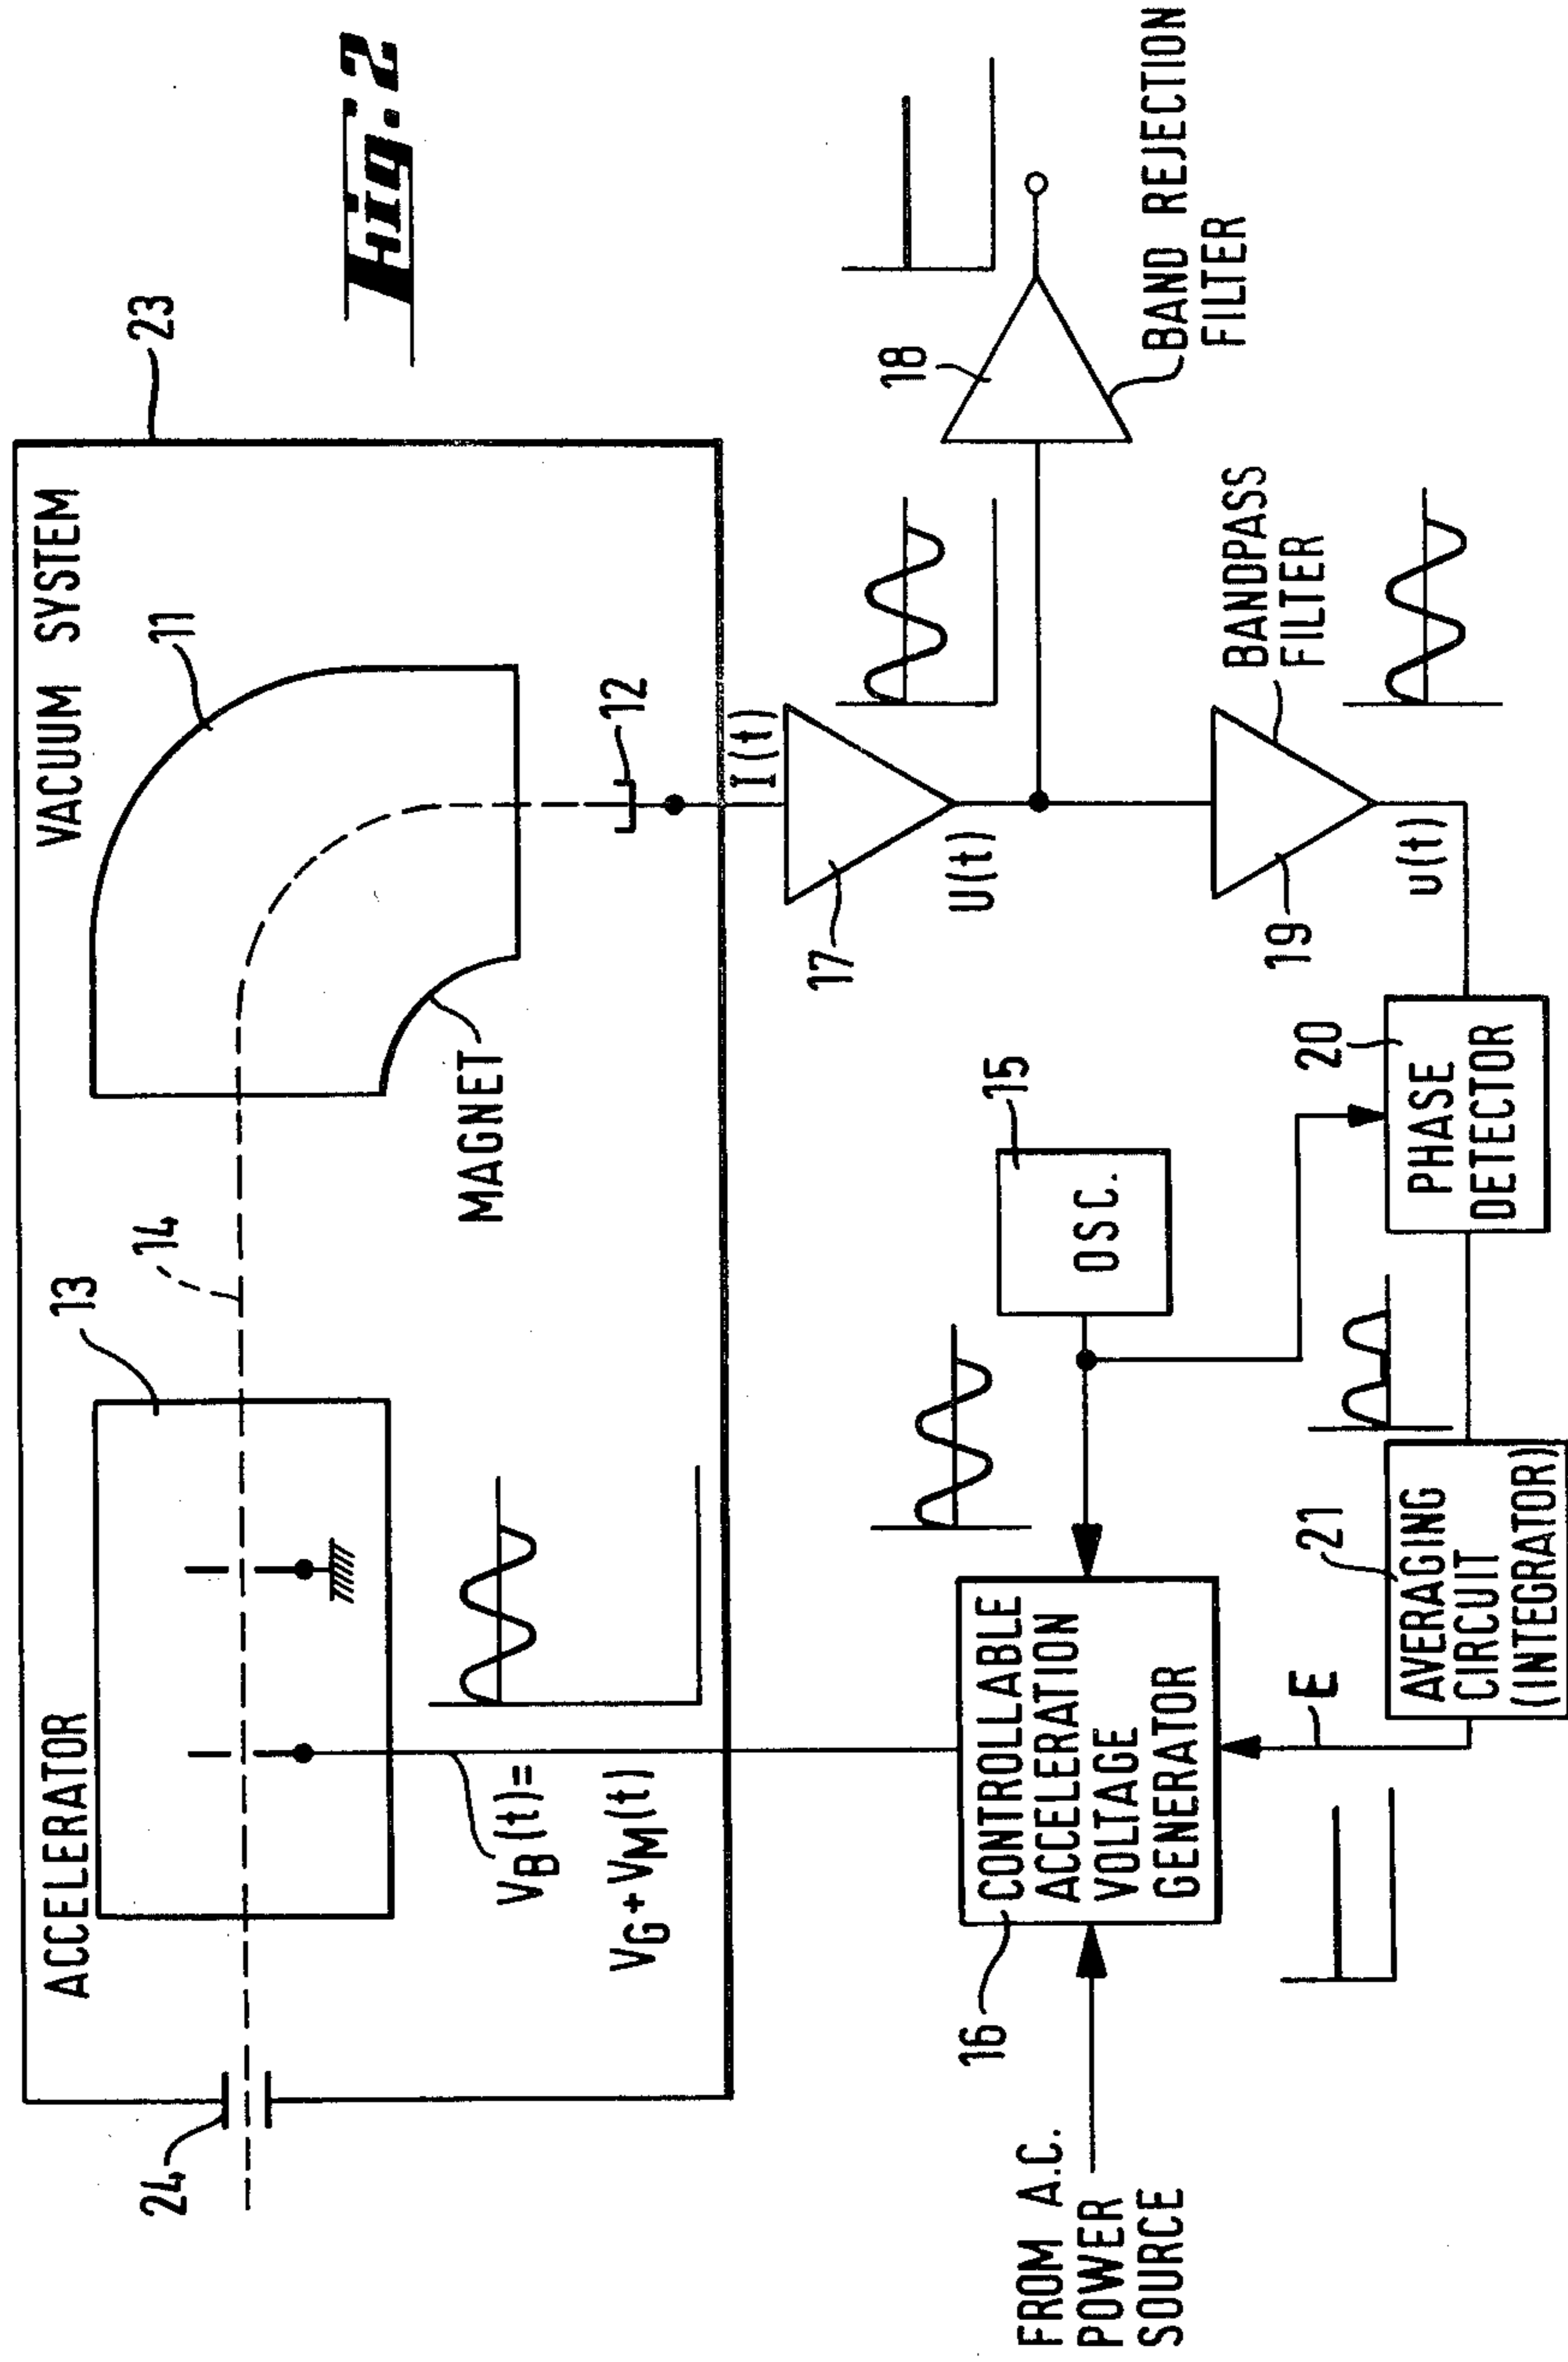 Fig. 2
23
VACUUM SYSTEM
ACCELERATOR
13
14
11
12
MAGNET
24
V_B(t)=
V_G+V_M(t)
I(t)
17
U(t)
18
BAND REJECTION
FILTER
BANDPASS
FILTER
19
u(t)
15
OSC.
20
PHASE
DETECTOR
16
CONTROLLABLE
ACCELERATION
VOLTAGE
GENERATOR
FROM A.C.
POWER
SOURCE
E
21
AVERAGING
CIRCUIT
(INTEGRATOR)